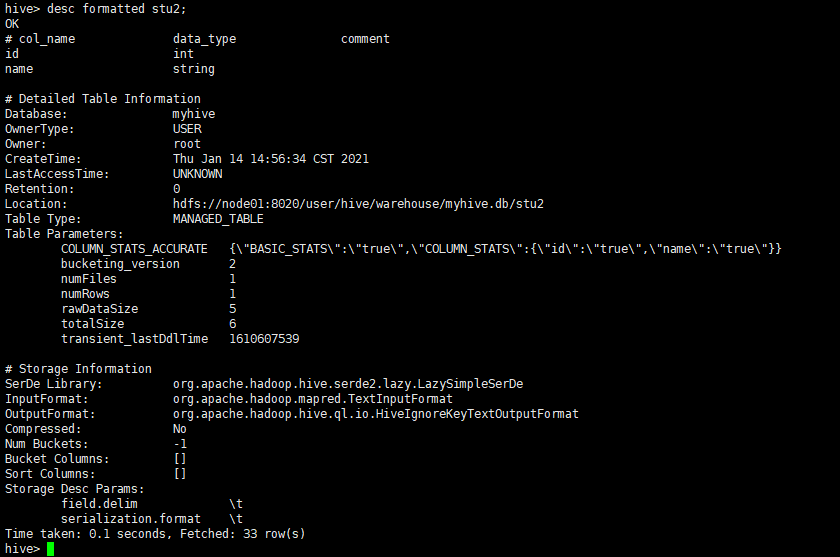 hive> desc formatted stu2;
OK
# col_name data_type comment
id int
name string
# Detailed Table Information
Database: myhive
OwnerType: USER
Owner: root
CreateTime: Thu Jan 14 14:56:34 CST 2021
LastAccessTime: UNKNOWN
Retention: 0
Location: hdfs://node01:8020/user/hive/warehouse/myhive.db/stu2
Table Type: MANAGED_TABLE
Table Parameters:
COLUMN_STATS_ACCURATE {\"BASIC_STATS\":\"true\",\"COLUMN_STATS\":{\"id\":\"true\",\"name\":\"true\"}}
bucketing_version 2
numFiles 1
numRows 1
rawDataSize 5
totalSize 6
transient_lastDdlTime 1610607539
# Storage Information
SerDe Library: org.apache.hadoop.hive.serde2.lazy.LazySimpleSerDe
InputFormat: org.apache.hadoop.mapred.TextInputFormat
OutputFormat: org.apache.hadoop.hive.ql.io.HiveIgnoreKeyTextOutputFormat
Compressed: No
Num Buckets: -1
Bucket Columns: []
Sort Columns: []
Storage Desc Params:
field.delim \t
serialization.format \t
Time taken: 0.1 seconds, Fetched: 33 row(s)
hive>